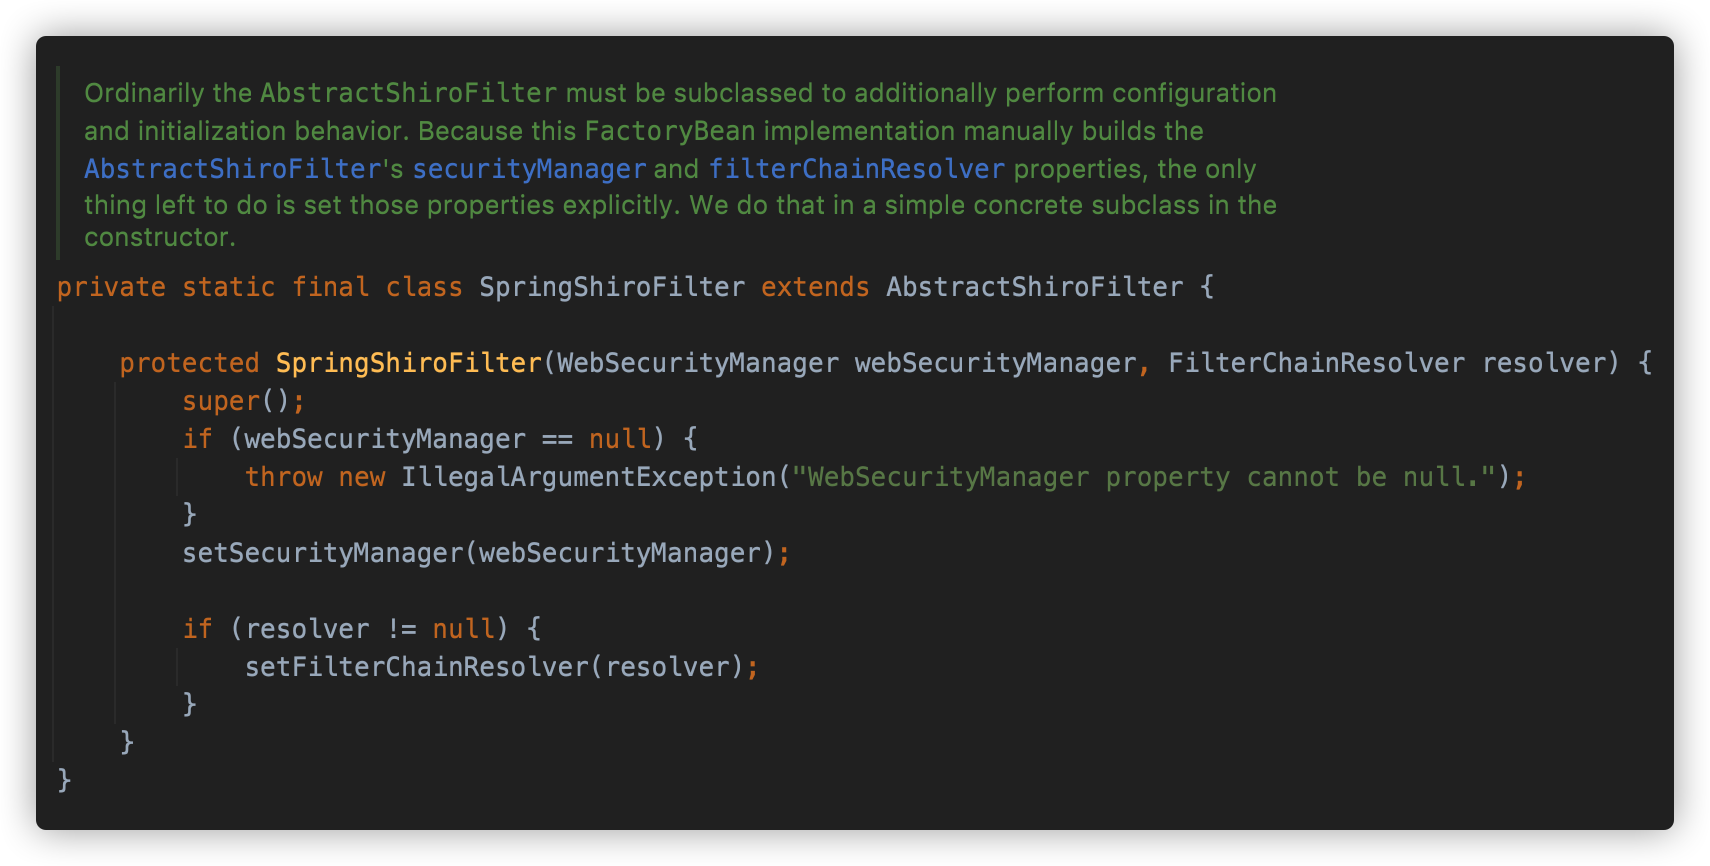 Ordinarily the AbstractShiroFilter must be subclassed to additionally perform configuration
and initialization behavior. Because this FactoryBean implementation manually builds the
AbstractShiroFilter's securityManager and filterChainResolver properties, the only
thing left to do is set those properties explicitly. We do that in a simple concrete subclass in the
constructor.
private static final class SpringShiroFilter extends AbstractShiroFilter {
    protected SpringShiroFilter(WebSecurityManager webSecurityManager, FilterChainResolver resolver) {
        super();
        if (webSecurityManager == null) {
            throw new IllegalArgumentException("WebSecurityManager property cannot be null.");
        }
        setSecurityManager(webSecurityManager);
        if (resolver != null) {
            setFilterChainResolver(resolver);
        }
    }
}